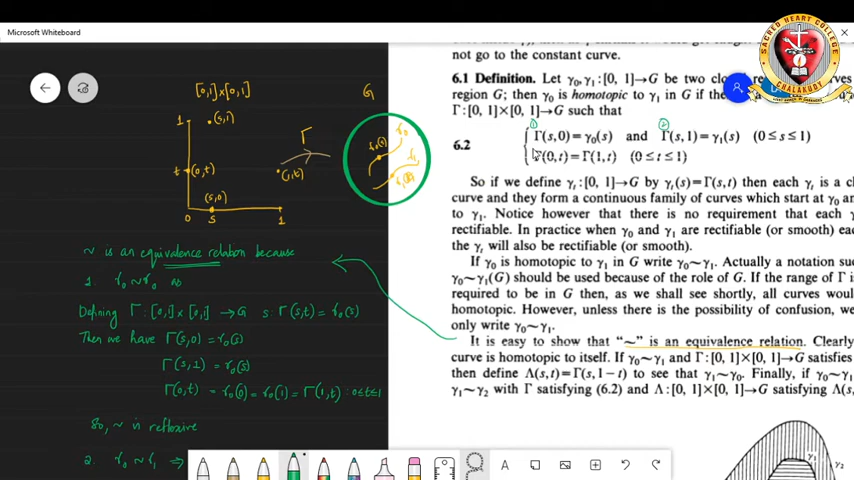 Microsoft Whiteboard
SACRED HEART COLLEGE
CHALAKUDY
[0,1]×[0,1]
G
1
(s,1)
Γ
t
(0,t)
(1,t)
(s,0)
0
s
1
γ₀(s)
γ₀
γ₁
~ is an equivalence relation because
1. γ₀~γ₀ as
Defining Γ:[0,1]×[0,1]→G s: Γ(s,t)=γ₀(s)
Then we have Γ(s,0)=γ₀(s)
Γ(s,1)=γ₀(s)
Γ(0,t)=γ₀(0)=γ₀(1)=Γ(1,t):0≤t≤1
so, ~ is reflexive
2. γ₀~γ₁ ⇒
not go to the constant curve.
6.1 Definition. Let γ₀, γ₁:[0, 1]→G be two
region G; then γ₀ is homotopic to γ₁ in G if
Γ:[0, 1]×[0, 1]→G such that
1
2
6.2
Γ(s,0)=γ₀(s) and Γ(s,1)=γ₁(s) (0≤s≤1)
Γ(0,t)=Γ(1,t) (0≤t≤1)
So if we define γₜ:[0, 1]→G by γₜ(s)=Γ(s,t) then each γₜ is a
curve and they form a continuous family of curves which start at γ₀ and
to γ₁. Notice however that there is no requirement that each
rectifiable. In practice when γ₀ and γ₁ are rectifiable (or smooth) each
the γₜ will also be rectifiable (or smooth).
If γ₀ is homotopic to γ₁ in G write γ₀~γ₁. Actually a notation
γ₀~γ₁(G) should be used because of the role of G. If the range of Γ
required to be in G then, as we shall see shortly, all curves
homotopic. However, unless there is the possibility of confusion, we
only write γ₀~γ₁.
It is easy to show that "~" is an equivalence relation. Clearly
curve is homotopic to itself. If γ₀~γ₁ and Γ:[0, 1]×[0, 1]→G satisfies
then define Λ(s,t)=Γ(s,1−t) to see that γ₁~γ₀. Finally, if γ₀~
γ₁~γ₂ with Γ satisfying (6.2) and Λ:[0, 1]×[0, 1]→G satisfying Λ(s,
γ₁
γ₂
A